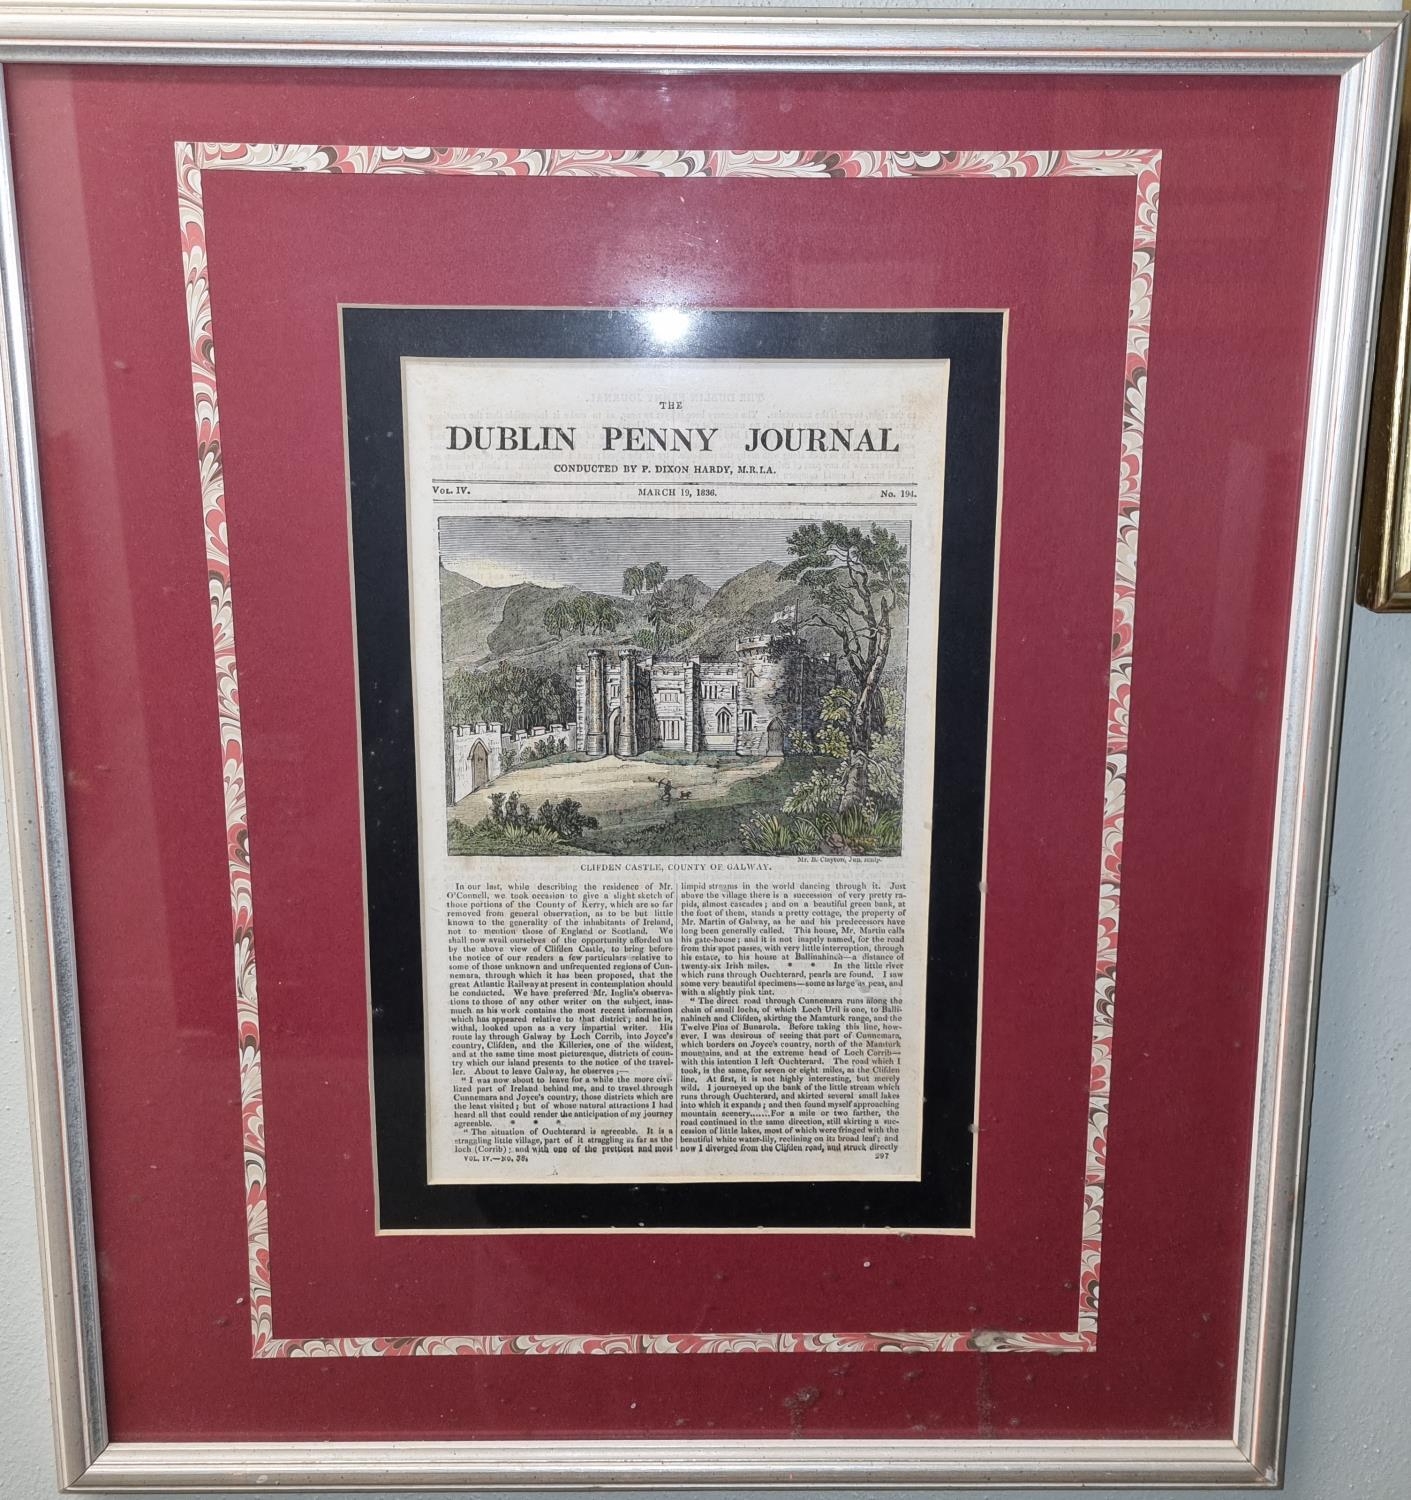 THE
DUBLIN PENNY JOURNAL
CONDUCTED BY P. DIXON HARDY, M.R.I.A.
VOL. IV. MARCH 19, 1836. No. 194.
Mr. B. Clayton, Jun. sculp.
CLIFDEN CASTLE, COUNTY OF GALWAY.
In our last, while describing the residence of Mr.
O'Connell, we took occasion to give a slight sketch of
those portions of the County of Kerry, which are so far
removed from general observation, as to be but little
known to the generality of the inhabitants of Ireland,
not to mention those of England or Scotland. We
shall now avail ourselves of the opportunity afforded us
by the above view of Clifden Castle, to bring before
the notice of our readers a few particulars relative to
some of those unknown and unfrequented regions of Cun-
nemara, through which it has been proposed, that the
great Atlantic Railway at present in contemplation should
be conducted. We have preferred Mr. Inglis's observa-
tions to those of any other writer on the subject, inas-
much as his work contains the most recent information
which has appeared relative to that district; and he is,
withal, looked upon as a very impartial writer. His
route lay through Galway by Loch Corrib, into Joyce's
country, Clifden, and the Killeries, one of the wildest,
and at the same time most picturesque, districts of coun-
try which our island presents to the notice of the travel-
ler. About to leave Galway, he observes;—
"I was now about to leave for a while the more civi-
lized part of Ireland behind me, and to travel through
Cunnemara and Joyce's country, those districts which are
the least visited; but of whose natural attractions I had
heard all that could render the anticipation of my journey
agreeable. * * *
"The situation of Ouchterard is agreeable. It is a
straggling little village, part of it straggling as far as the
loch (Corrib); and with one of the prettiest and most
VOL. IV.—NO. 38.
limpid streams in the world dancing through it. Just
above the village there is a succession of very pretty ra-
pids, almost cascades; and on a beautiful green bank, at
the foot of them, stands a pretty cottage, the property of
Mr. Martin of Galway, as he and his predecessors have
long been generally called. This house, Mr. Martin calls
his gate-house; and it is not inaptly named, for the road
from this spot passes, with very little interruption, through
his estate, to his house at Ballinahinch—a distance of
twenty-six Irish miles. * * In the little river
which runs through Ouchterard, pearls are found. I saw
some very beautiful specimens—some as large as peas, and
with a slightly pink tint.
"The direct road through Cunnemara runs along the
chain of small lochs, of which Loch Uril is one, to Balli-
nahinch and Clifden, skirting the Mamturk range, and the
Twelve Pins of Bunarola. Before taking this line, how-
ever, I was desirous of seeing that part of Cunnemara,
which borders on Joyce's country, north of the Mamturk
mountains, and at the extreme head of Loch Corrib—
with this intention I left Ouchterard. The road which I
took, is the same, for seven or eight miles, as the Clifden
line. At first, it is not highly interesting, but merely
wild. I journeyed up the bank of the little stream which
runs through Ouchterard, and skirted several small lakes
into which it expands; and then found myself approaching
mountain scenery.......For a mile or two farther, the
road continued in the same direction, still skirting a suc-
cession of little lakes, most of which were fringed with the
beautiful white water-lily, reclining on its broad leaf; and
now I diverged from the Clifden road, and struck directly
297